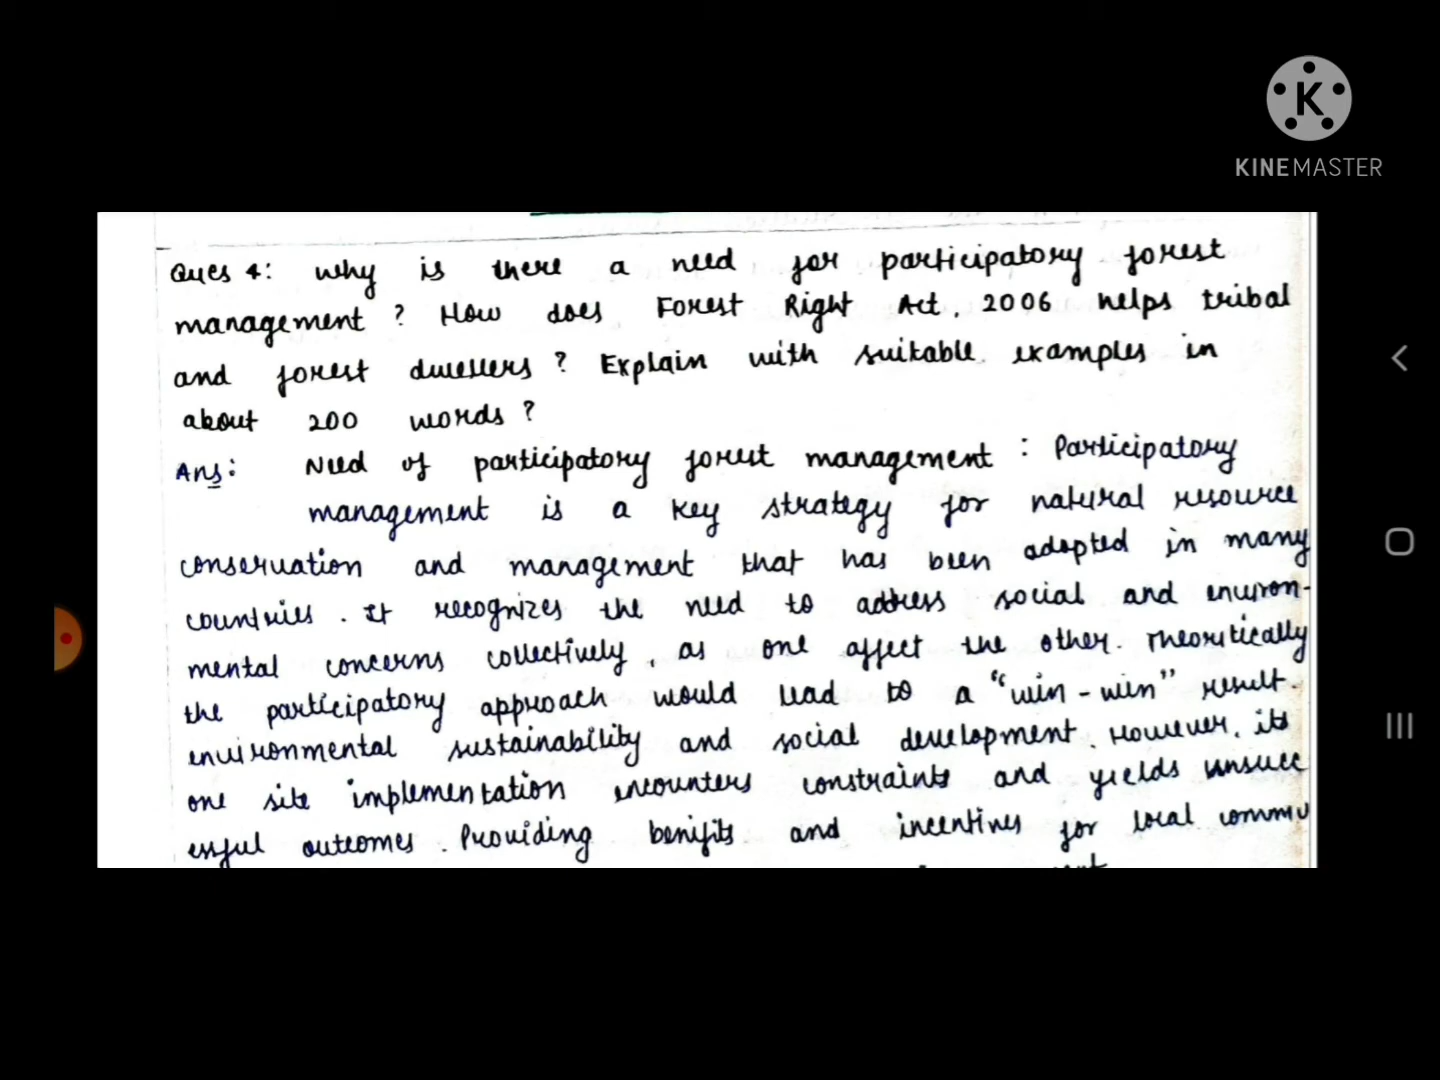 KINEMASTER
Ques 4: Why is there a need for participatory forest
management ? How does Forest Right Act, 2006 helps tribal
and forest dwellers ? Explain with suitable examples in
about 200 words ?
Ans: Need of participatory forest management : Participatory
management is a key strategy for natural resource
conservation and management that has been adopted in many
countries. It recognizes the need to address social and environ-
mental concerns collectively, as one affect the other. Theoritically
the participatory approach would lead to a "win-win" result-
environmental sustainability and social development. However, its
one site implementation encounters constraints and yields unsucc
essful outcomes. Providing benifits and incentives for local commu